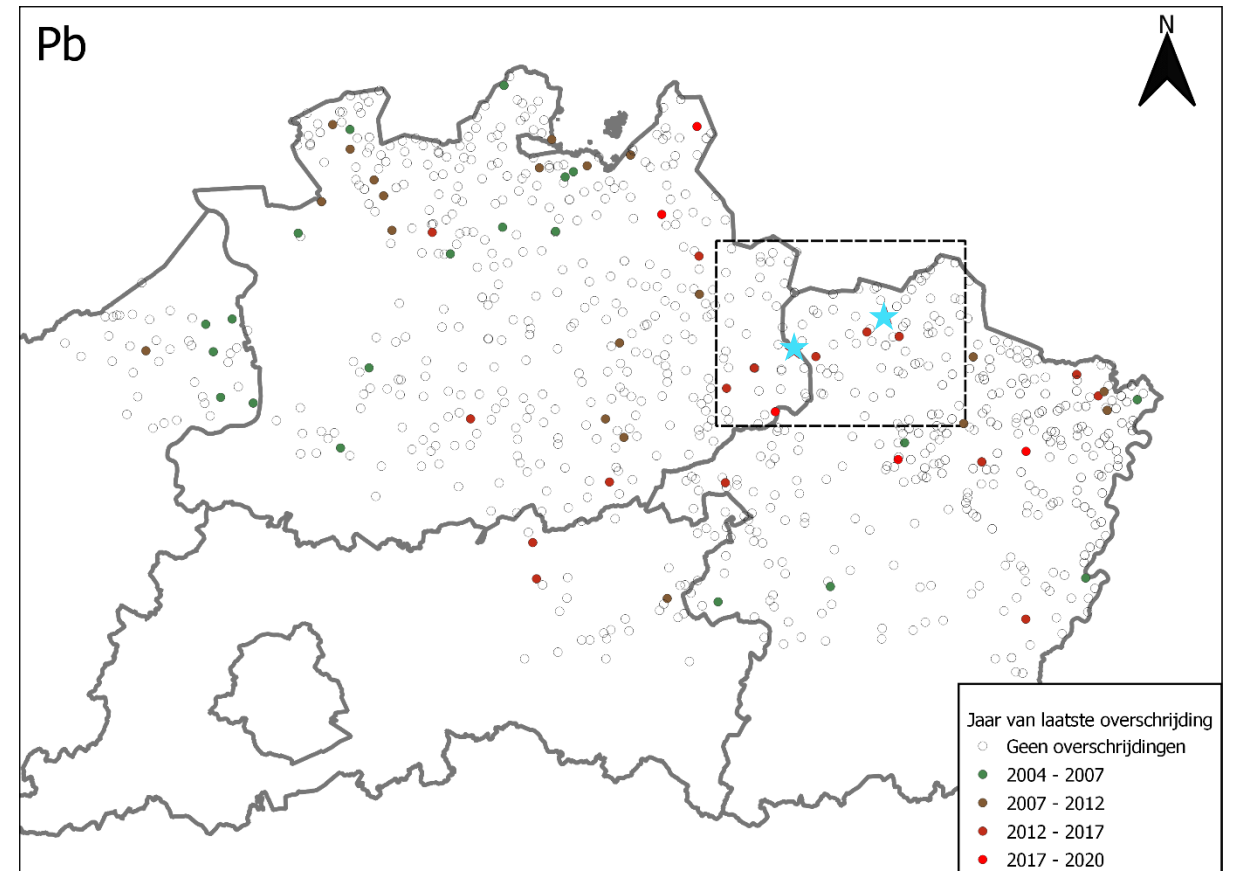 Pb
N
Jaar van laatste overschrijding
Geen overschrijdingen
2004 - 2007
2007 - 2012
2012 - 2017
2017 - 2020